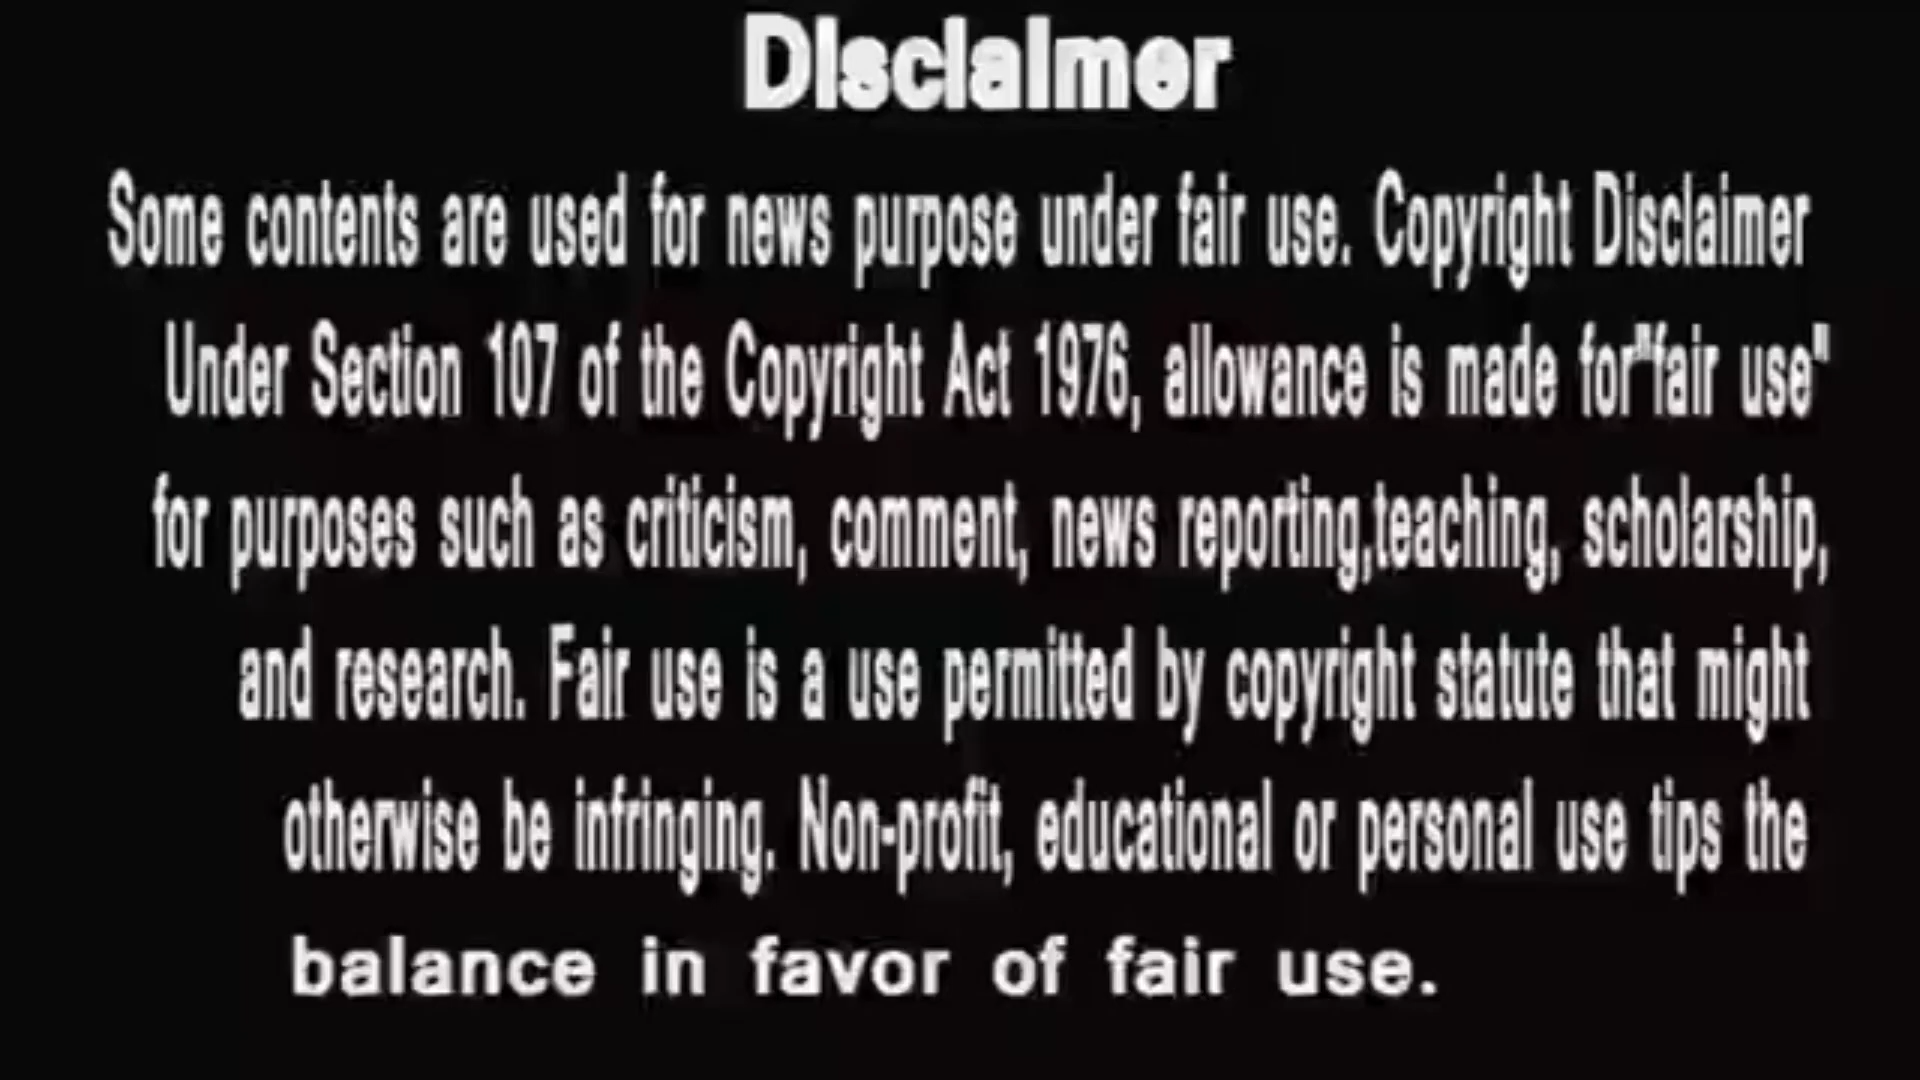 Disclaimer
Some contents are used for news purpose under fair use. Copyright Disclaimer
Under Section 107 of the Copyright Act 1976, allowance is made for"fair use"
for purposes such as criticism, comment, news reporting,teaching, scholarship,
and research. Fair use is a use permitted by copyright statute that might
otherwise be infringing. Non-profit, educational or personal use tips the
balance in favor of fair use.